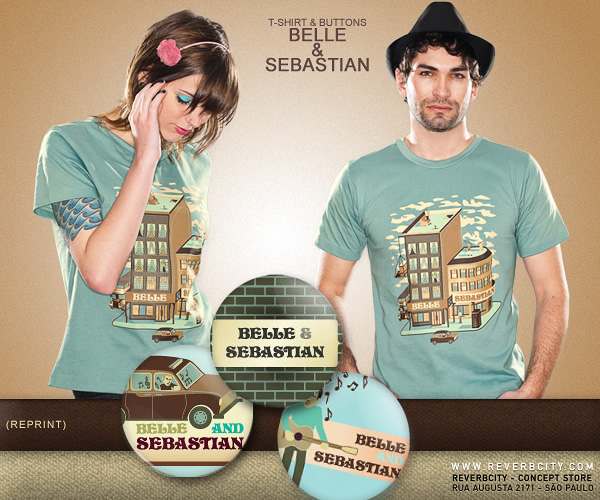 T-SHIRT & BUTTONS
BELLE
&
SEBASTIAN
BELLE
SEBASTIAN
BELLE
SEBASTIAN
BELLE &
SEBASTIAN
BELLE AND
SEBASTIAN
BELLE
AND
SEBASTIAN
(REPRINT)
WWW.REVERBCITY.COM
REVERBCITY - CONCEPT STORE
RUA AUGUSTA 2171 - SÃO PAULO